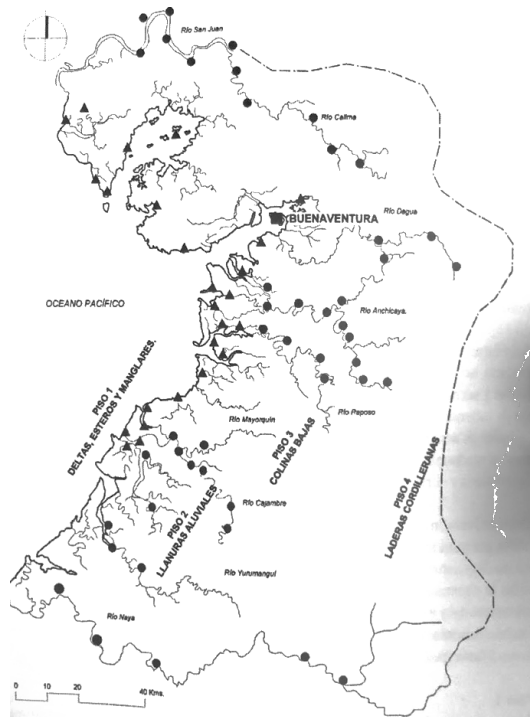 Río San Juan
Río Calima
BUENAVENTURA
Río Dagua
OCEANO PACÍFICO
Río Anchicaya.
PISO 1
DELTAS, ESTEROS Y MANGLARES.
Río Raposo
Río Mayorquin
PISO 3
COLINAS BAJAS
PISO 4
LADERAS CORDILLERANAS
PISO 2
LLANURAS ALUVIALES
Río Cajambre
Río Yurumangui
Río Naya
0 10 20 40 Kms.